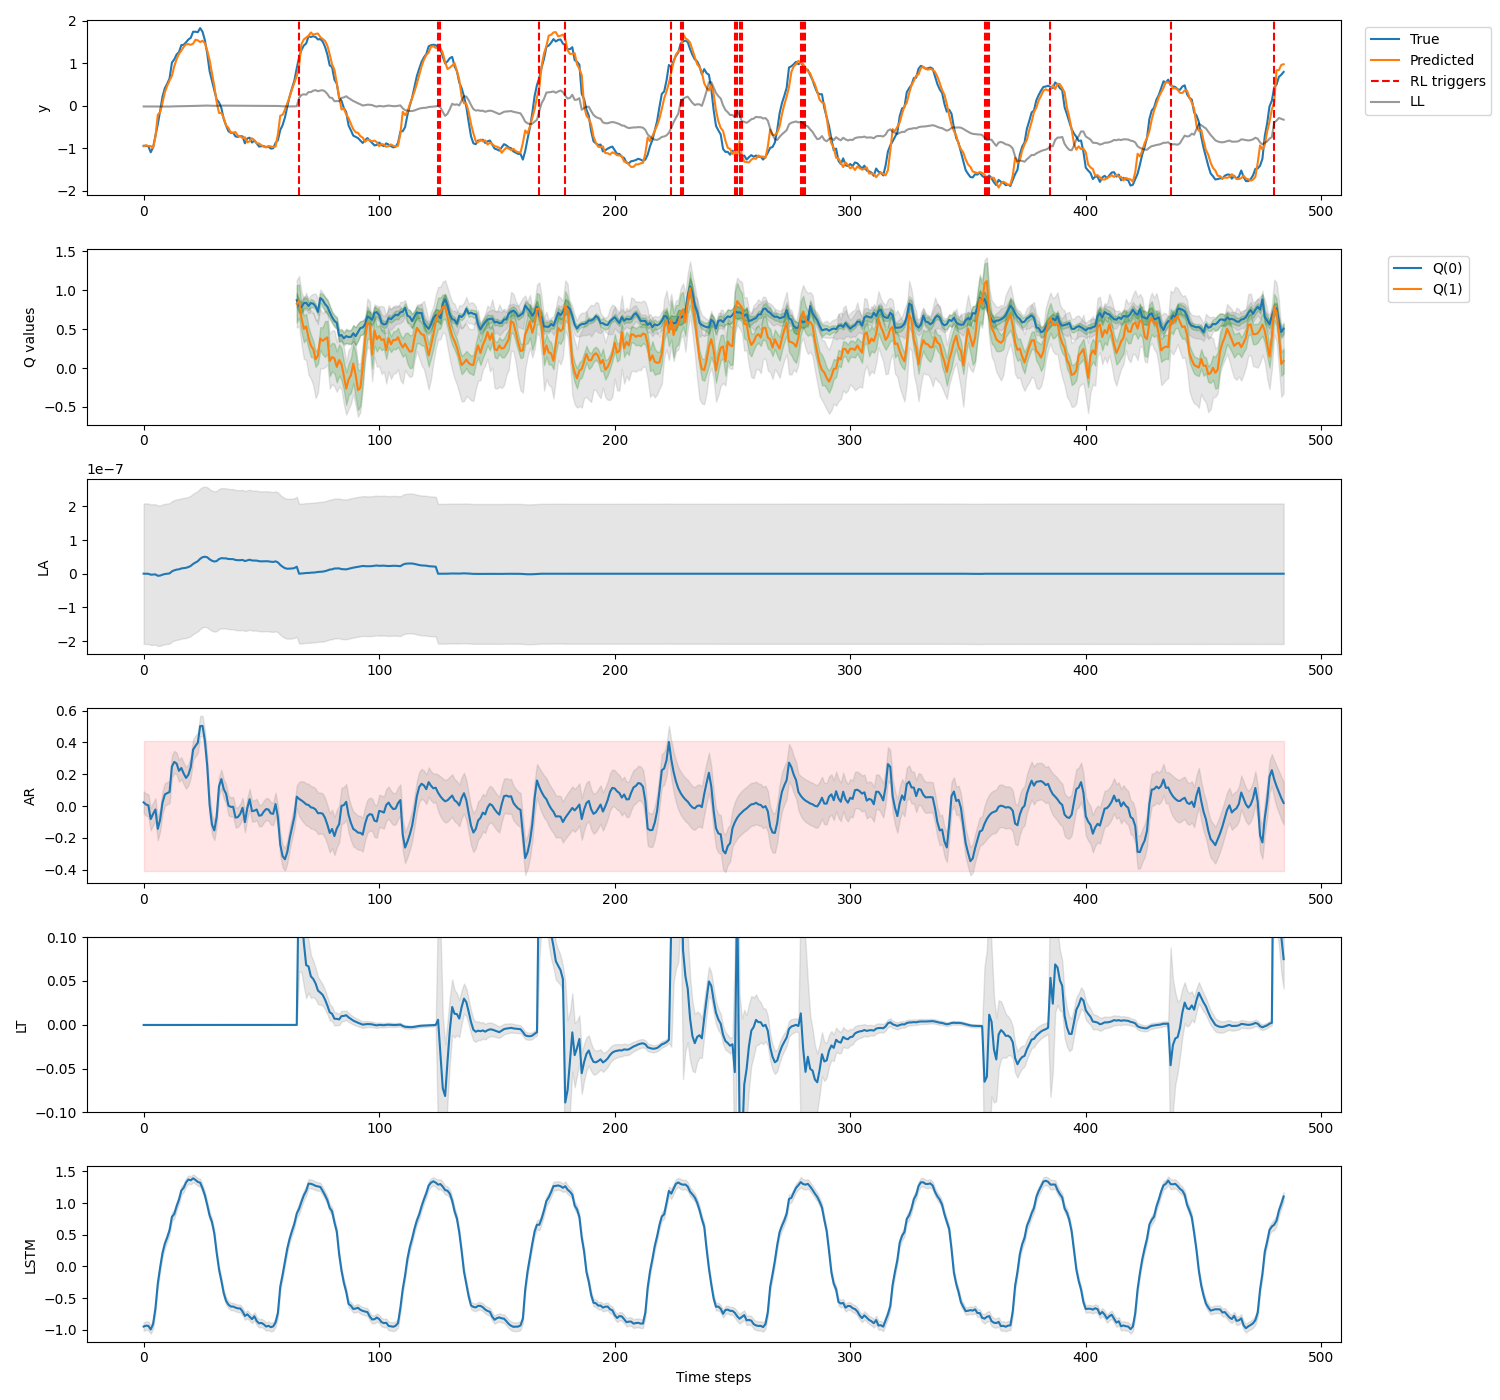 y
2
1
0
−1
−2
0 100 200 300 400 500
True
Predicted
RL triggers
LL
Q values
1.5
1.0
0.5
0.0
−0.5
0 100 200 300 400 500
Q(0)
Q(1)
1e−7
LA
2
1
0
−1
−2
0 100 200 300 400 500
AR
0.6
0.4
0.2
0.0
−0.2
−0.4
0 100 200 300 400 500
LT
0.10
0.05
0.00
−0.05
−0.10
0 100 200 300 400 500
LSTM
1.5
1.0
0.5
0.0
−0.5
−1.0
0 100 200 300 400 500
Time steps